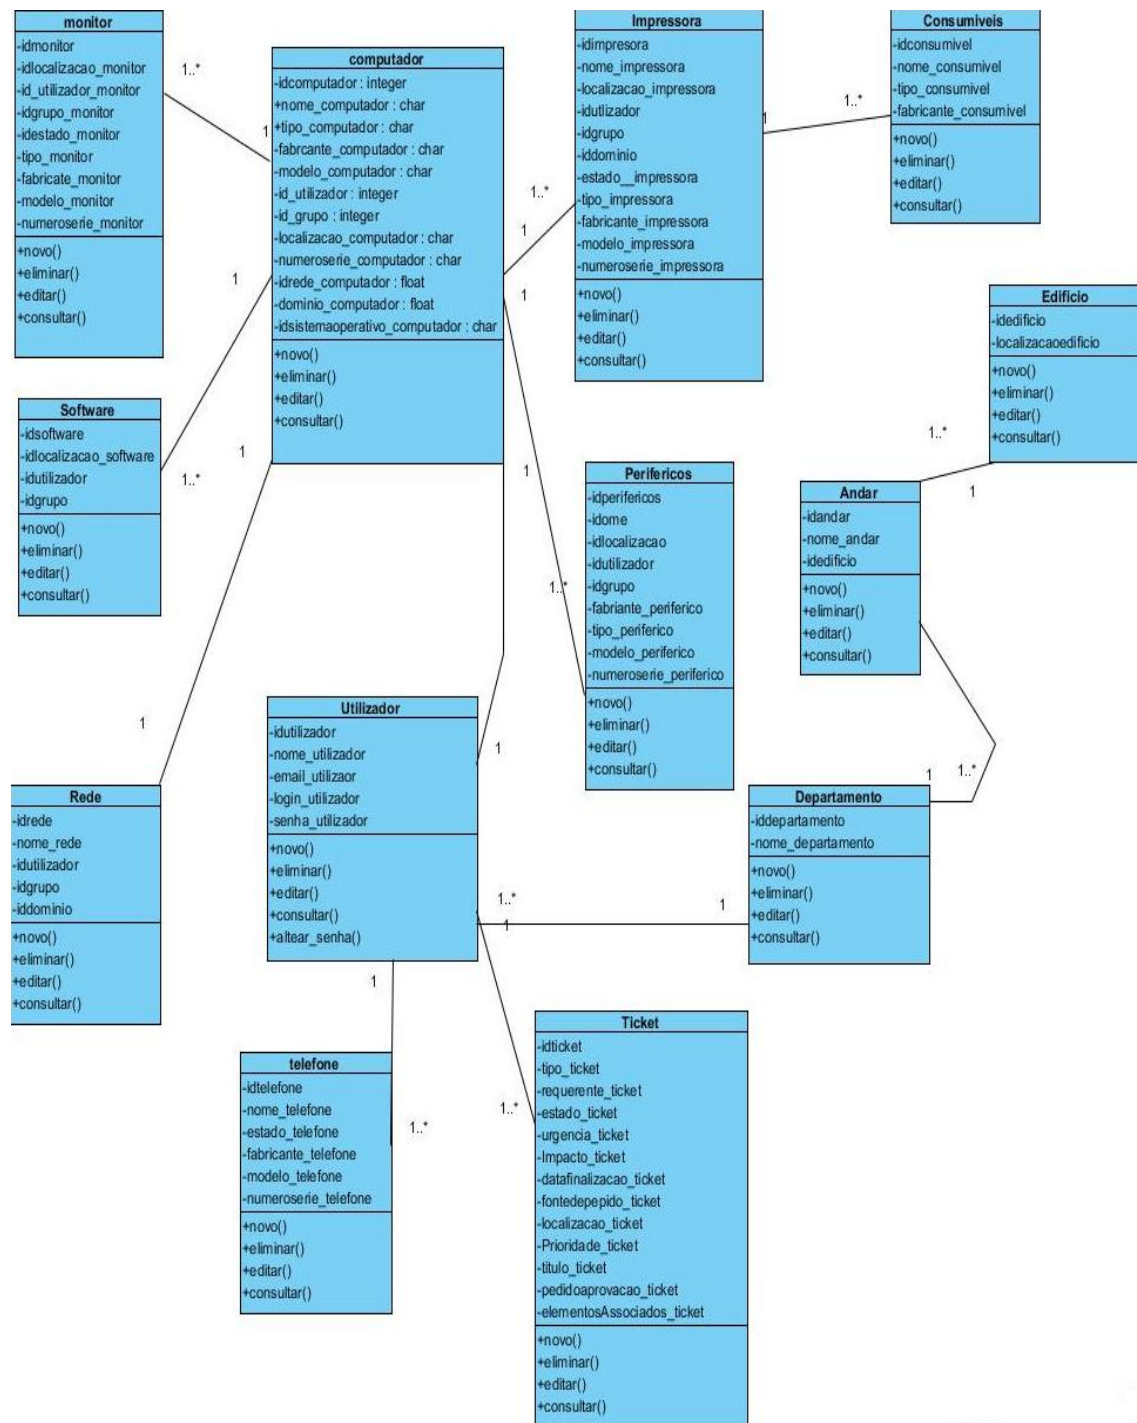 monitor
-idmonitor
-idlocalização_monitor
-id_utilizador_monitor
-idgrupo_monitor
-idestado_monitor
-tipo_monitor
-fabricate_monitor
-modelo_monitor
-numeroserie_monitor
+novo()
+eliminar()
+editar()
+consultar()
1..*
1
computador
-idcomputador : integer
+nome_computador : char
+tipo_computador : char
-fabrcante_computador : char
-modelo_computador : char
-id_utilizador : integer
-id_grupo : integer
-localizaçao_computador : char
-numeroserie_computador : char
-idrede_computador : float
-dominio_computador : float
-idsistemaoperativo_computador : char
+novo()
+eliminar()
+editar()
+consultar()
1..*
1
1
Impressora
-idimpresora
-nome_impressora
-localizaçao_impressora
-idutlizador
-idgrupo
-iddominio
-estado__impressora
-tipo_impressora
-fabricante_impressora
-modelo_impressora
-numeroserie_impressora
+novo()
+eliminar()
+editar()
+consultar()
1
1..*
Consumiveis
-idconsumivel
-nome_consumivel
-tipo_consumivel
-fabricante_consumivel
+novo()
+eliminar()
+editar()
+consultar()
Edificio
-idedificio
-localizacaoedificio
+novo()
+eliminar()
+editar()
+consultar()
1..*
1
1
Software
-idsoftware
-idlocalizacao_software
-idutilizador
-idgrupo
+novo()
+eliminar()
+editar()
+consultar()
1..*
1
1
Perifericos
-idperifericos
-idome
-idlocalizacao
-idutilizador
-idgrupo
-fabriante_periferico
-tipo_periferico
-modelo_periferico
-numeroserie_periferico
+novo()
+eliminar()
+editar()
+consultar()
1..*
Andar
-idandar
-nome_andar
-idedificio
+novo()
+eliminar()
+editar()
+consultar()
1
Rede
-idrede
-nome_rede
-idutilizador
-idgrupo
-iddominio
+novo()
+eliminar()
+editar()
+consultar()
Utilizador
-idutilizador
-nome_utilizador
-email_utilizaor
-login_utilizador
-senha_utilizador
+novo()
+eliminar()
+editar()
+consultar()
+altear_senha()
1
1..*
1
1
1
1..*
Departamento
-iddepartamento
-nome_departamento
+novo()
+eliminar()
+editar()
+consultar()
1
telefone
-idtelefone
-nome_telefone
-estado_telefone
-fabricante_telefone
-modelo_telefone
-numeroserie_telefone
+novo()
+eliminar()
+editar()
+consultar()
1..*
1..*
Ticket
-idticket
-tipo_ticket
-requerente_ticket
-estado_ticket
-urgencia_ticket
-Impacto_ticket
-datafinalizacao_ticket
-fontedepepido_ticket
-localizacao_ticket
-Prioridade_ticket
-titulo_ticket
-pedidoaprovacao_ticket
-elementosAssociados_ticket
+novo()
+eliminar()
+editar()
+consultar()